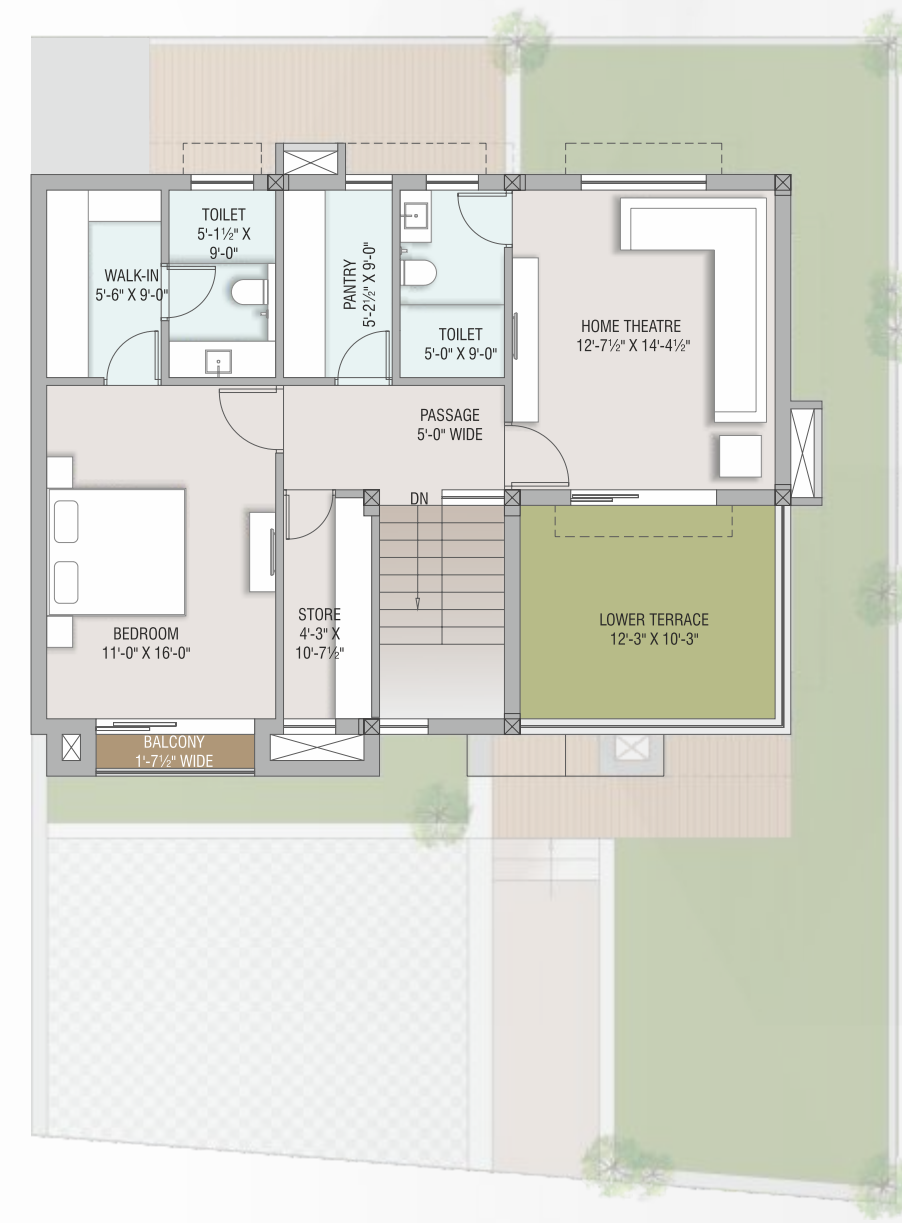 TOILET
5'-1½" X
9'-0"
WALK-IN
5'-6" X 9'-0"
PANTRY
5'-2½" X 9'-0"
TOILET
5'-0" X 9'-0"
HOME THEATRE
12'-7½" X 14'-4½"
PASSAGE
5'-0" WIDE
DN
STORE
4'-3" X
10'-7½"
BEDROOM
11'-0" X 16'-0"
LOWER TERRACE
12'-3" X 10'-3"
BALCONY
1'-7½" WIDE